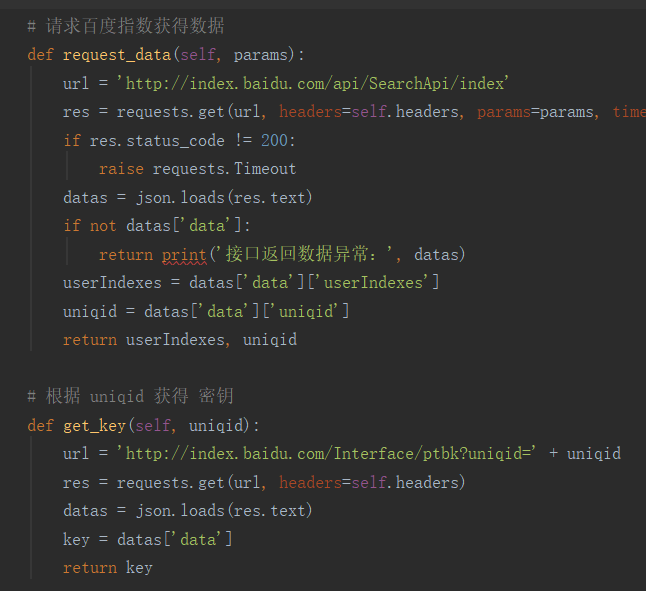 # 请求百度指数获得数据
def request_data(self, params):
url = 'http://index.baidu.com/api/SearchApi/index'
res = requests.get(url, headers=self.headers, params=params, time
if res.status_code != 200:
raise requests.Timeout
datas = json.loads(res.text)
if not datas['data']:
return print('接口返回数据异常：', datas)
userIndexes = datas['data']['userIndexes']
uniqid = datas['data']['uniqid']
return userIndexes, uniqid
# 根据 uniqid 获得 密钥
def get_key(self, uniqid):
url = 'http://index.baidu.com/Interface/ptbk?uniqid=' + uniqid
res = requests.get(url, headers=self.headers)
datas = json.loads(res.text)
key = datas['data']
return key